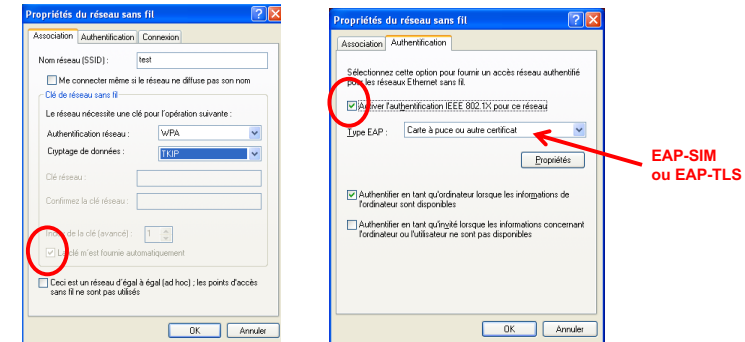 Propriétés du réseau sans fil
Association Authentification Connexion
Nom réseau (SSID) : test
Me connecter même si le réseau ne diffuse pas son nom
Clé de réseau sans fil
Le réseau nécessite une clé pour l'opération suivante :
Authentification réseau : WPA
Cryptage de données : TKIP
Clé réseau :
Confirmez la clé réseau :
Index de la clé (avancé) : 1
La clé m'est fournie automatiquement
Ceci est un réseau d'égal à égal (ad hoc) ; les points d'accès
sans fil ne sont pas utilisés
OK Annuler
Propriétés du réseau sans fil
Association Authentification
Sélectionnez cette option pour fournir un accès réseau authentifié
pour les réseaux Ethernet sans fil.
Activer l'authentification IEEE 802.1X pour ce réseau
Type EAP : Carte à puce ou autre certificat
Propriétés
Authentifier en tant qu'ordinateur lorsque les informations de
l'ordinateur sont disponibles
Authentifier en tant qu'invité lorsque les informations concernant
l'ordinateur ou l'utilisateur ne sont pas disponibles
OK Annuler
EAP-SIM
ou EAP-TLS